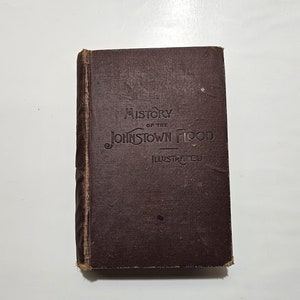 HISTORY
OF THE
JOHNSTOWN FLOOD
ILLUSTRATED